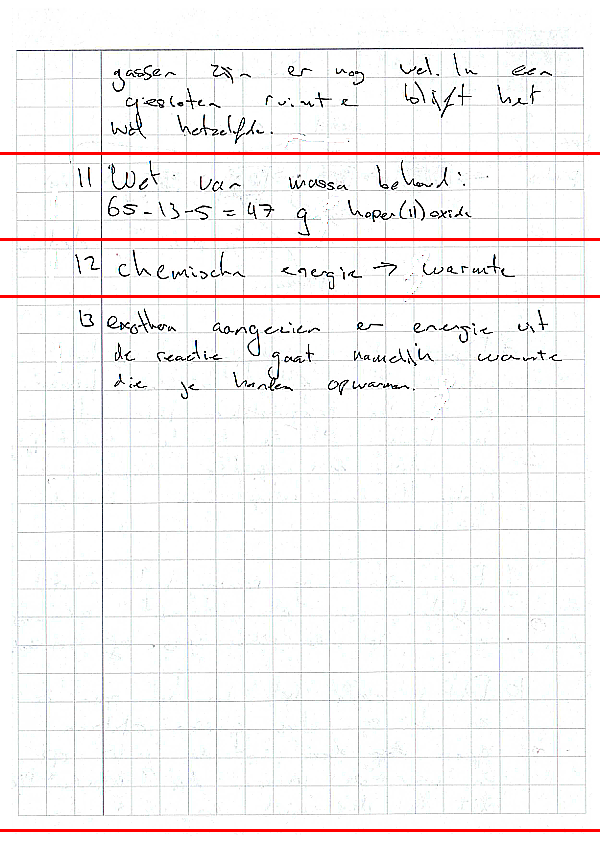 gassen zijn er nog wel. In een
gesloten ruimte blijft het
wel hetzelfde.
11 Wet van massa behoud:
65-13-5 = 47 g koper(II) oxide
12 chemische energie → warmte
13 exotherm aangezien er energie uit
de reactie gaat namelijk warmte
die je handen opwarmen.